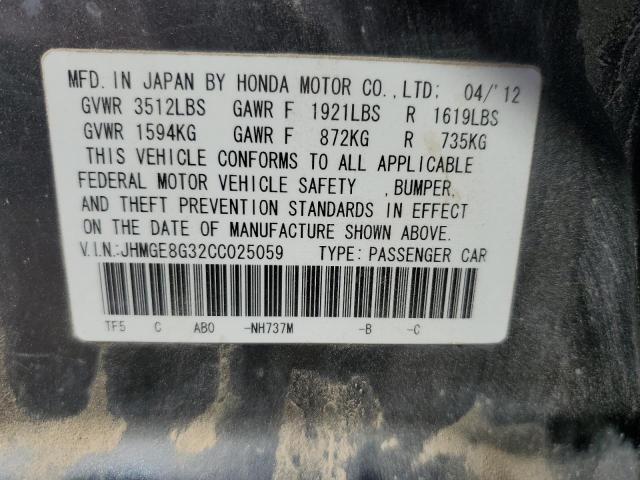 MFD. IN JAPAN BY HONDA MOTOR CO.,LTD; 04/'12
GVWR 3512LBS GAWR F 1921LBS R 1619LBS
GVWR 1594KG GAWR F 872KG R 735KG
THIS VEHICLE CONFORMS TO ALL APPLICABLE
FEDERAL MOTOR VEHICLE SAFETY ,BUMPER,
AND THEFT PREVENTION STANDARDS IN EFFECT
ON THE DATE OF MANUFACTURE SHOWN ABOVE.
V.I.N.:JHMGE8G32CC025059 TYPE: PASSENGER CAR
TF5 C AB0 -NH737M -B -C